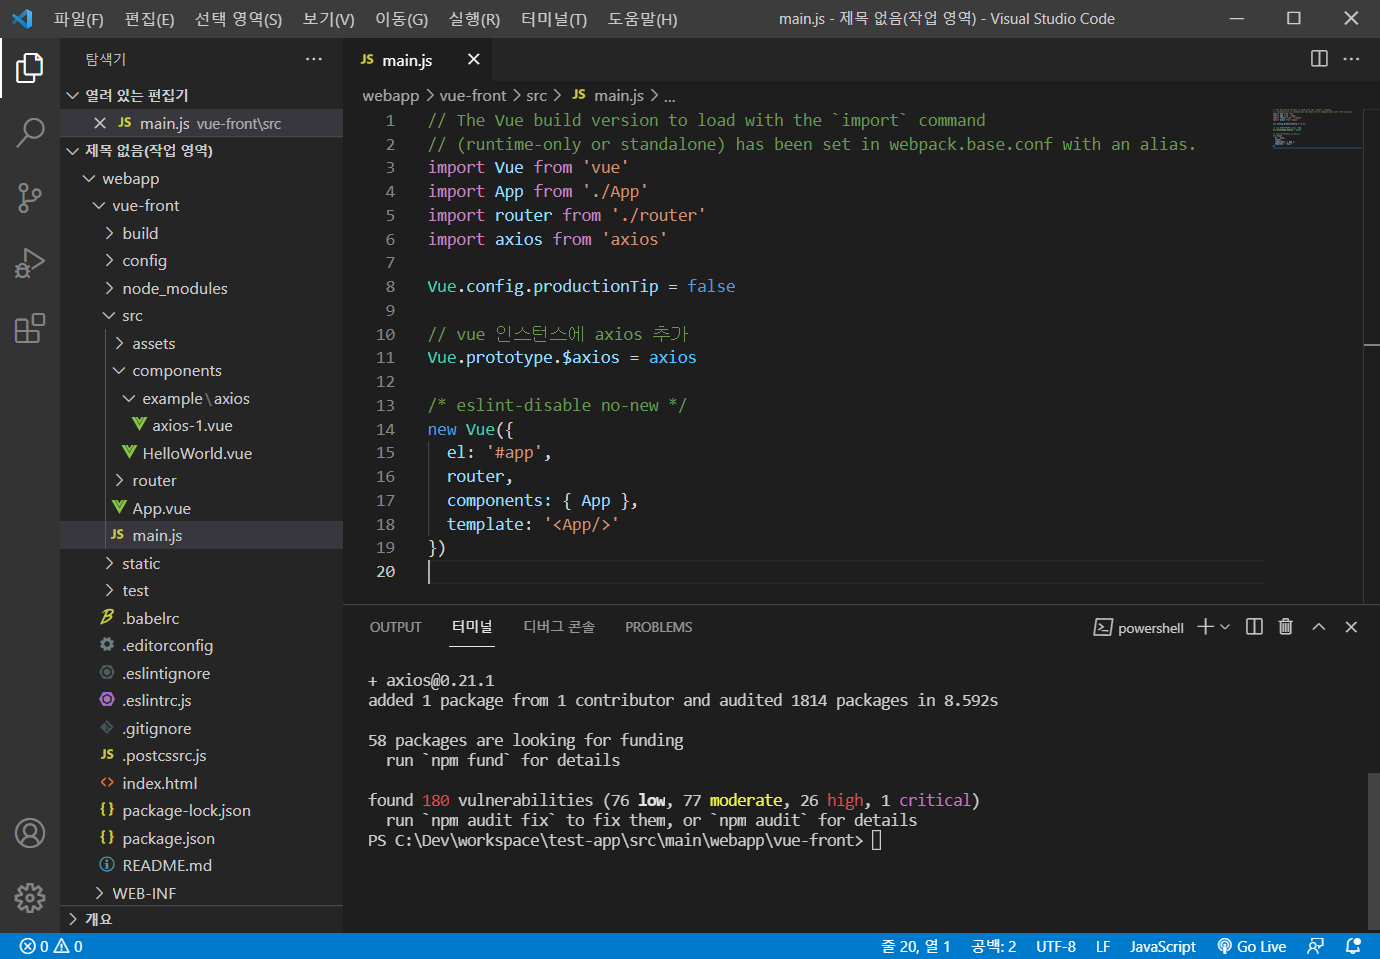 파일(F) 편집(E) 선택 영역(S) 보기(V) 이동(G) 실행(R) 터미널(T) 도움말(H) main.js - 제목 없음(작업 영역) - Visual Studio Code
탐색기
열려 있는 편집기
JS main.js vue-front\src
제목 없음(작업 영역)
webapp
vue-front
build
config
node_modules
src
assets
components
example\axios
axios-1.vue
HelloWorld.vue
router
App.vue
JS main.js
static
test
.babelrc
.editorconfig
.eslintignore
.eslintrc.js
.gitignore
JS .postcssrc.js
<> index.html
{} package-lock.json
{} package.json
README.md
WEB-INF
개요
JS main.js
webapp > vue-front > src > JS main.js > ...
1 // The Vue build version to load with the `import` command
2 // (runtime-only or standalone) has been set in webpack.base.conf with an alias.
3 import Vue from 'vue'
4 import App from './App'
5 import router from './router'
6 import axios from 'axios'
7
8 Vue.config.productionTip = false
9
10 // vue 인스턴스에 axios 추가
11 Vue.prototype.$axios = axios
12
13 /* eslint-disable no-new */
14 new Vue({
15 el: '#app',
16 router,
17 components: { App },
18 template: '<App/>'
19 })
20
OUTPUT 터미널 디버그 콘솔 PROBLEMS powershell
+ axios@0.21.1
added 1 package from 1 contributor and audited 1814 packages in 8.592s
58 packages are looking for funding
run `npm fund` for details
found 180 vulnerabilities (76 low, 77 moderate, 26 high, 1 critical)
run `npm audit fix` to fix them, or `npm audit` for details
PS C:\Dev\workspace\test-app\src\main\webapp\vue-front>
0 0 줄 20, 열 1 공백: 2 UTF-8 LF JavaScript Go Live